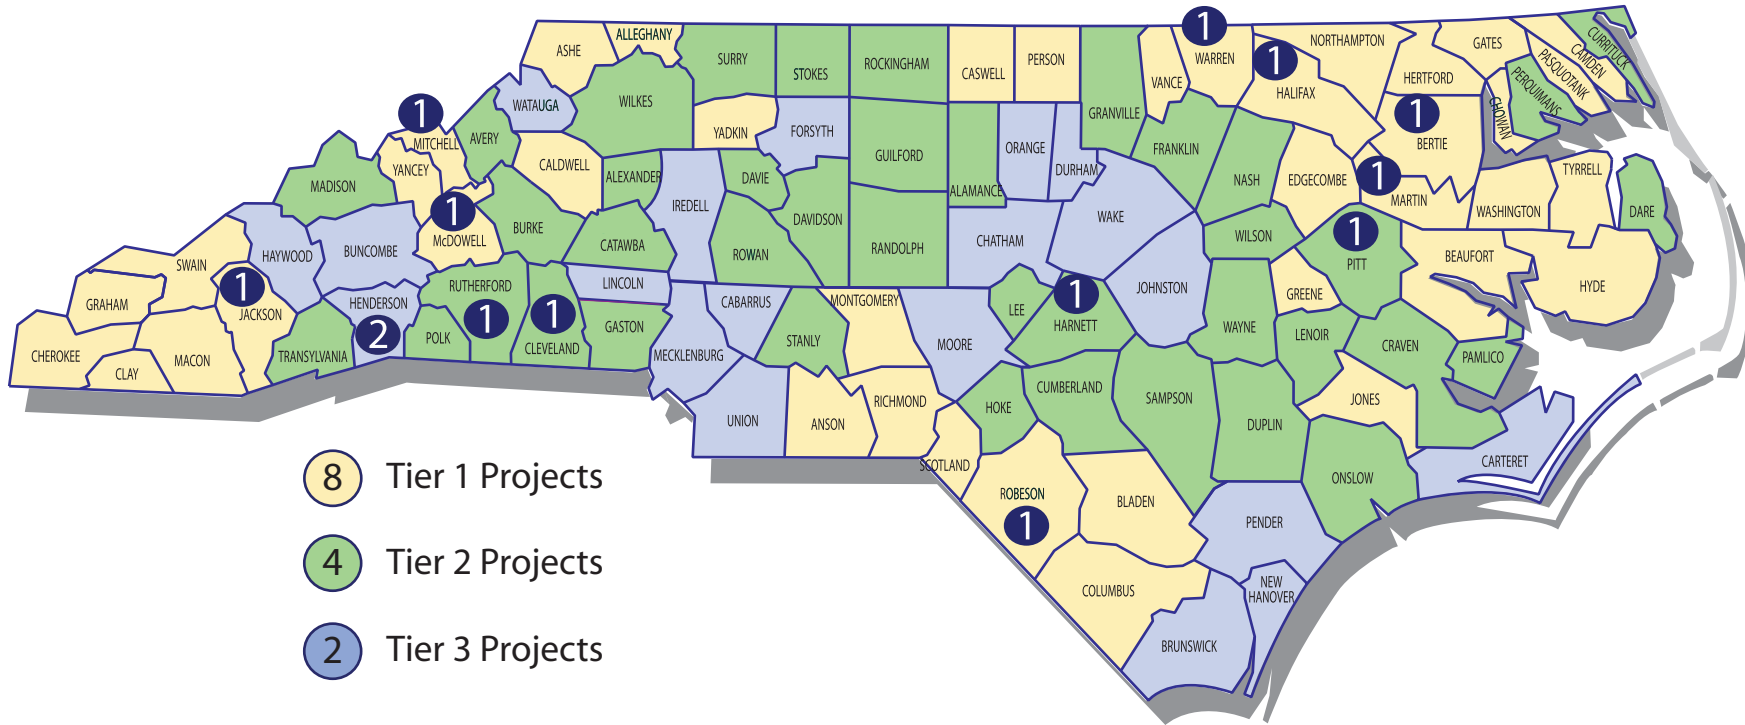 ALLEGHANY
ASHE
SURRY
STOKES
ROCKINGHAM
CASWELL
PERSON
GRANVILLE
VANCE
1
WARREN
1
HALIFAX
NORTHAMPTON
GATES
HERTFORD
CURRITUCK
CAMDEN
PASQUOTANK
PERQUIMANS
CHOWAN
1
BERTIE
WATAUGA
WILKES
YADKIN
FORSYTH
GUILFORD
ALAMANCE
ORANGE
DURHAM
FRANKLIN
NASH
EDGECOMBE
1
MARTIN
WASHINGTON
TYRRELL
DARE
1
MITCHELL
AVERY
YANCEY
CALDWELL
ALEXANDER
DAVIE
IREDELL
MADISON
1
McDOWELL
BURKE
CATAWBA
ROWAN
DAVIDSON
RANDOLPH
CHATHAM
WAKE
WILSON
1
PITT
BEAUFORT
HYDE
SWAIN
HAYWOOD
BUNCOMBE
GRAHAM
1
JACKSON
HENDERSON
2
RUTHERFORD
1
POLK
1
CLEVELAND
LINCOLN
GASTON
MECKLENBURG
CABARRUS
STANLY
MONTGOMERY
MOORE
LEE
1
HARNETT
JOHNSTON
WAYNE
GREENE
LENOIR
CRAVEN
PAMLICO
CHEROKEE
CLAY
MACON
TRANSYLVANIA
UNION
ANSON
RICHMOND
SCOTLAND
HOKE
CUMBERLAND
SAMPSON
DUPLIN
JONES
CARTERET
ONSLOW
ROBESON
1
BLADEN
PENDER
COLUMBUS
NEW
HANOVER
BRUNSWICK
8 Tier 1 Projects
4 Tier 2 Projects
2 Tier 3 Projects